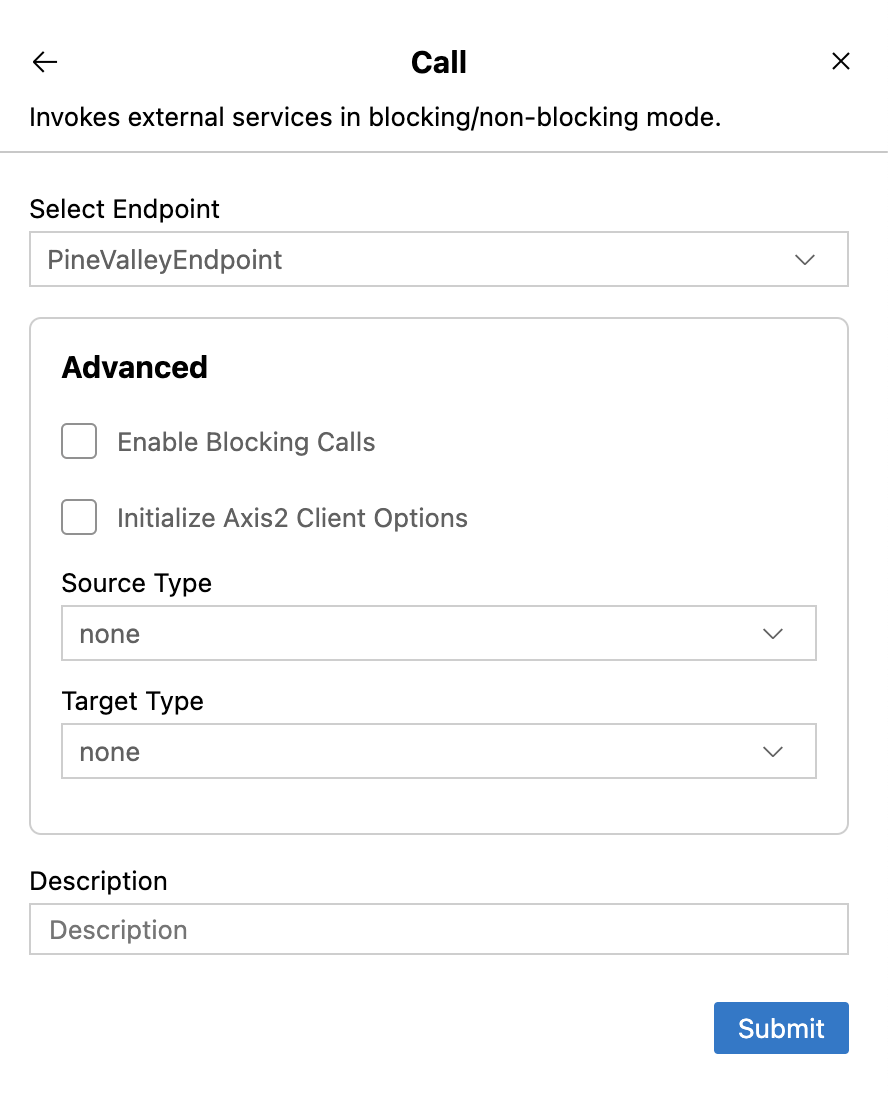 Call
Invokes external services in blocking/non-blocking mode.
Select Endpoint
PineValleyEndpoint
Advanced
Enable Blocking Calls
Initialize Axis2 Client Options
Source Type
none
Target Type
none
Description
Description
Submit